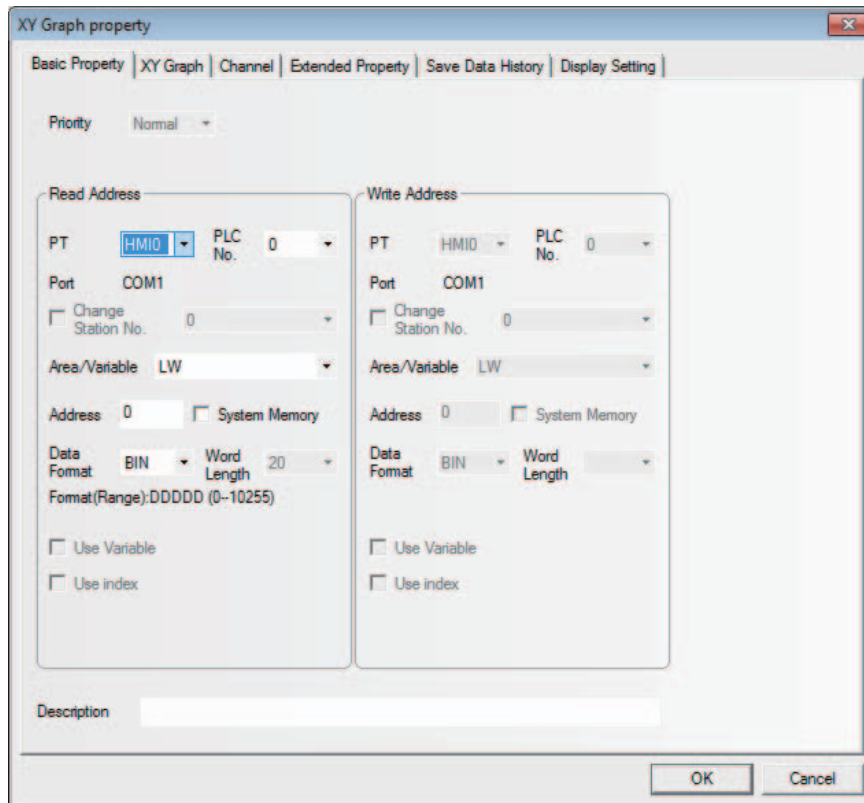 XY Graph property
Basic Property XY Graph Channel Extended Property Save Data History Display Setting
Priority Normal
Read Address
PT HMI0 PLC No. 0
Port COM1
Change Station No. 0
Area/Variable LW
Address 0 System Memory
Data Format BIN Word Length 20
Format(Range):DDDDD (0--10255)
Use Variable
Use index
Write Address
PT HMI0 PLC No. 0
Port COM1
Change Station No. 0
Area/Variable LW
Address 0 System Memory
Data Format BIN Word Length
Use Variable
Use index
Description
OK Cancel